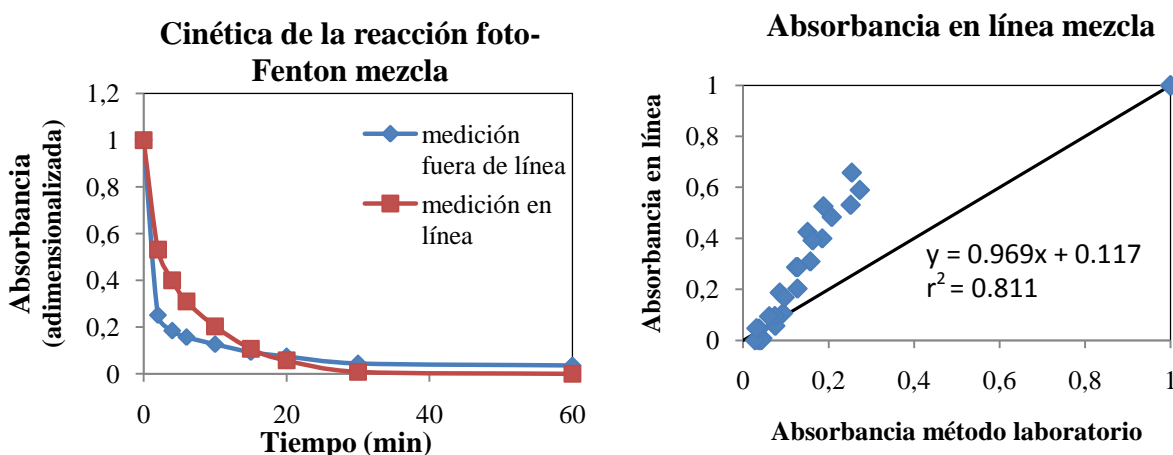 Cinética de la reacción foto-
Fenton mezcla
Absorbancia
(adimensionalizada)
1,2
1
0,8
0,6
0,4
0,2
0
0
20
40
60
Tiempo (min)
medición
fuera de línea
medición en
línea
Absorbancia en línea mezcla
Absorbancia en línea
1
0,8
0,6
0,4
0,2
0
0
0,2
0,4
0,6
0,8
1
Absorbancia método laboratorio
y = 0.969x + 0.117
r² = 0.811